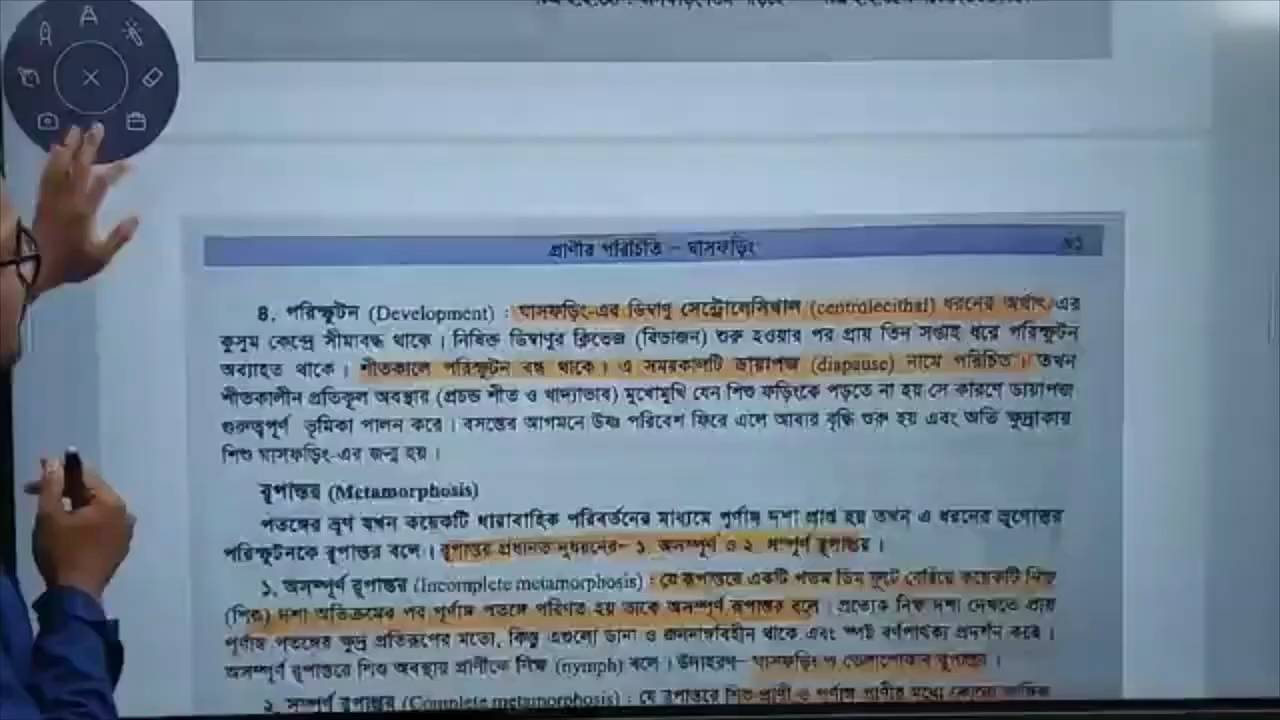 প্রাণীর পরিচিতি – ঘাসফড়িং
৪. পরিস্ফুটন (Development) : ঘাসফড়িং-এর ডিম্বাণু সেন্ট্রোলেসিথাল (centrolecithal) ধরনের অর্থাৎ এর
কুসুম কেন্দ্রে সীমাবদ্ধ থাকে। নিষিক্ত ডিম্বাণুর ক্লিভেজ (বিভাজন) শুরু হওয়ার পর প্রায় তিন সপ্তাহ ধরে পরিস্ফুটন
অব্যাহত থাকে। শীতকালে পরিস্ফুটন বন্ধ থাকে। এ সময়কালটি ডায়াপজ (diapause) নামে পরিচিত। তখন
শীতকালীন প্রতিকূল অবস্থার (প্রচন্ড শীত ও খাদ্যাভাব) মুখোমুখি যেন শিশু ফড়িংকে পড়তে না হয় সে কারণে ডায়াপজ
গুরুত্বপূর্ণ ভূমিকা পালন করে। বসন্তের আগমনে উষ্ণ পরিবেশ ফিরে এলে আবার বৃদ্ধি শুরু হয় এবং অতি ক্ষুদ্রাকায়
শিশু ঘাসফড়িং-এর জন্ম হয়।
রূপান্তর (Metamorphosis)
পতঙ্গের ভ্রূণ যখন কয়েকটি ধারাবাহিক পরিবর্তনের মাধ্যমে পূর্ণাঙ্গ দশা প্রাপ্ত হয় তখন এ ধরনের ভ্রূণোত্তর
পরিস্ফুটনকে রূপান্তর বলে। রূপান্তর প্রধানত দুধরনের– ১. অসম্পূর্ণ ও ২. সম্পূর্ণ রূপান্তর।
১. অসম্পূর্ণ রূপান্তর (Incomplete metamorphosis) : যে রূপান্তরে একটি পতঙ্গ ডিম ফুটে বেরিয়ে কয়েকটি নিম্ফ
(শিশু) দশা অতিক্রমের পর পূর্ণাঙ্গ পতঙ্গে পরিণত হয় তাকে অসম্পূর্ণ রূপান্তর বলে। প্রত্যেক নিম্ফ দশা দেখতে প্রায়
পূর্ণাঙ্গ পতঙ্গের ক্ষুদ্র প্রতিরূপের মতো, কিন্তু এগুলো ডানা ও জননাঙ্গবিহীন থাকে এবং স্পষ্ট বর্ণপার্থক্য প্রদর্শন করে।
অসম্পূর্ণ রূপান্তরে শিশু অবস্থায় প্রাণীকে নিম্ফ (nymph) বলে। উদাহরণ– ঘাসফড়িং ও তেলাপোকার রূপান্তর।
২. সম্পূর্ণ রূপান্তর (Complete metamorphosis) : যে রূপান্তরে শিশু প্রাণী ও পূর্ণাঙ্গ প্রাণীর মধ্যে কোনো